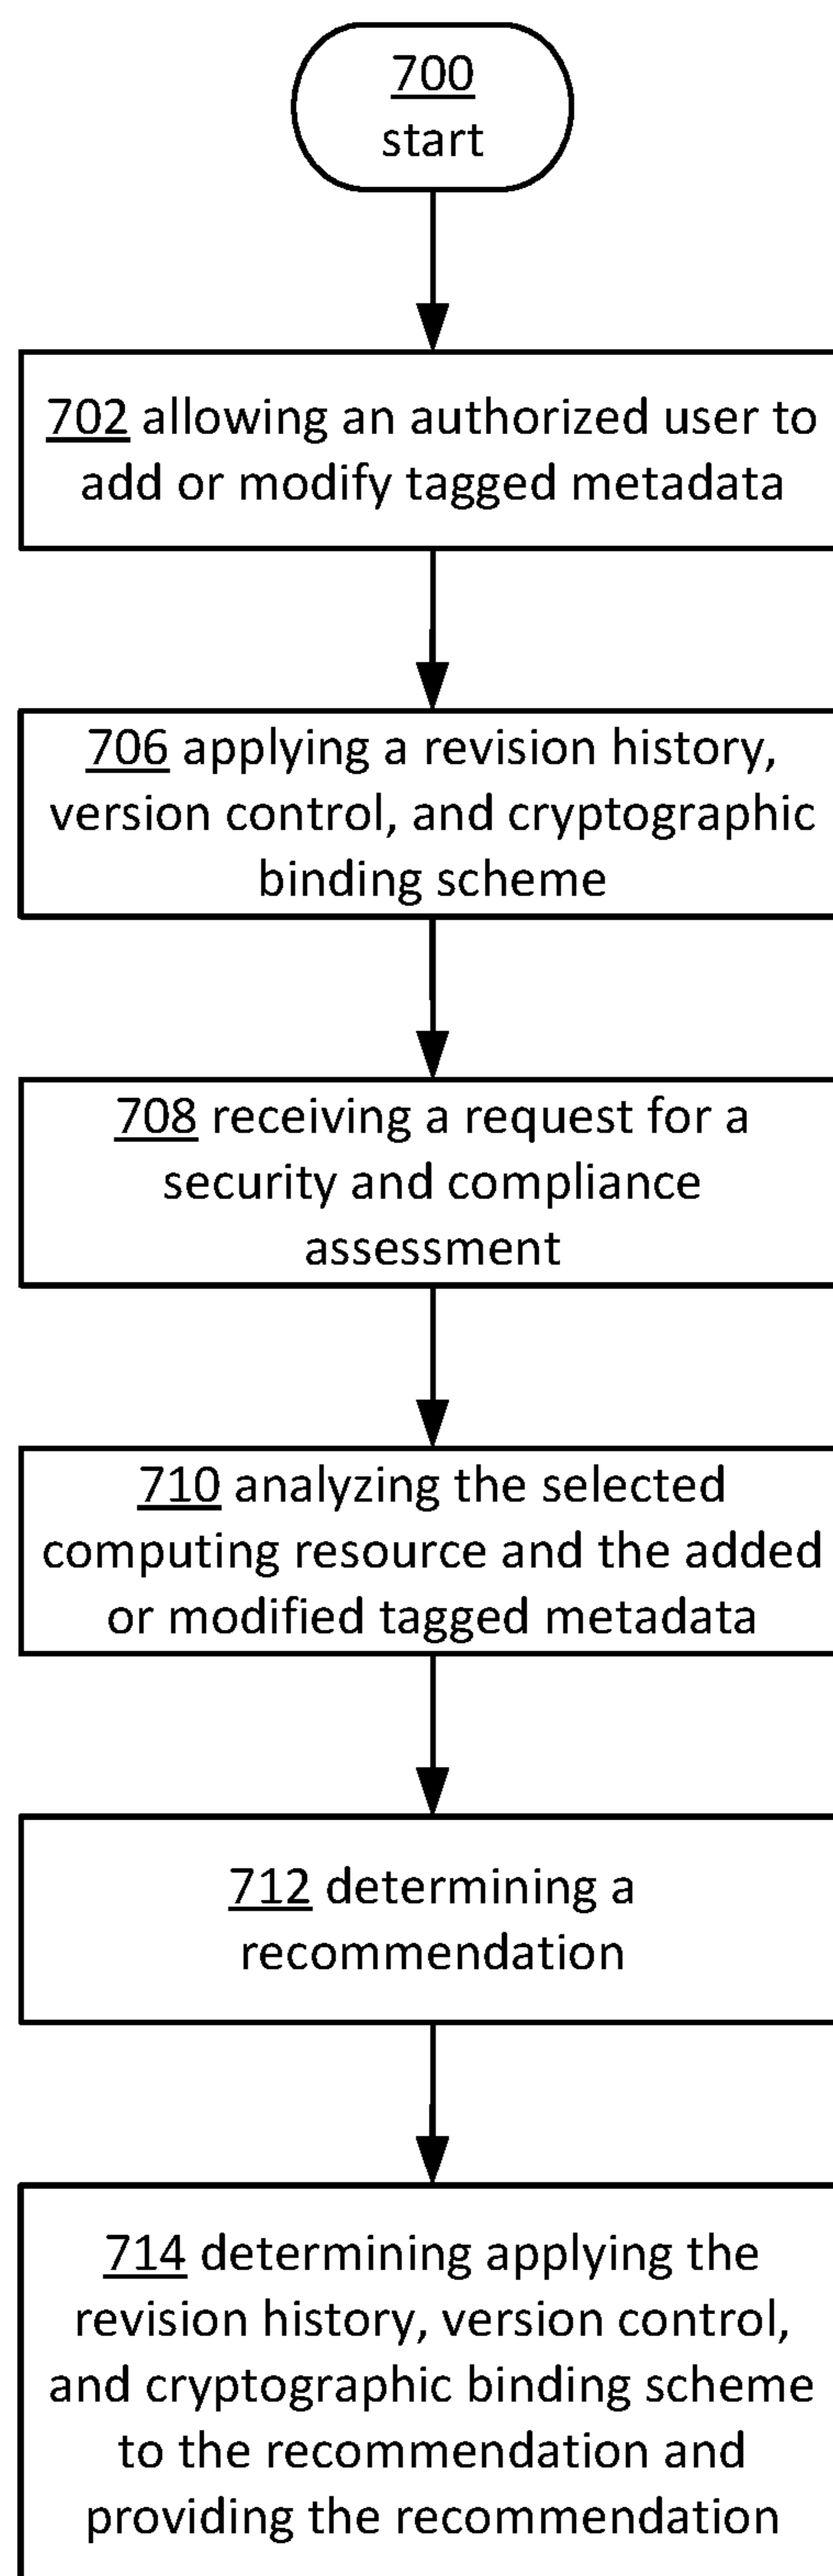 700
start
702 allowing an authorized user to
add or modify tagged metadata
706 applying a revision history,
version control, and cryptographic
binding scheme
708 receiving a request for a
security and compliance
assessment
710 analyzing the selected
computing resource and the added
or modified tagged metadata
712 determining a
recommendation
714 determining applying the
revision history, version control,
and cryptographic binding scheme
to the recommendation and
providing the recommendation